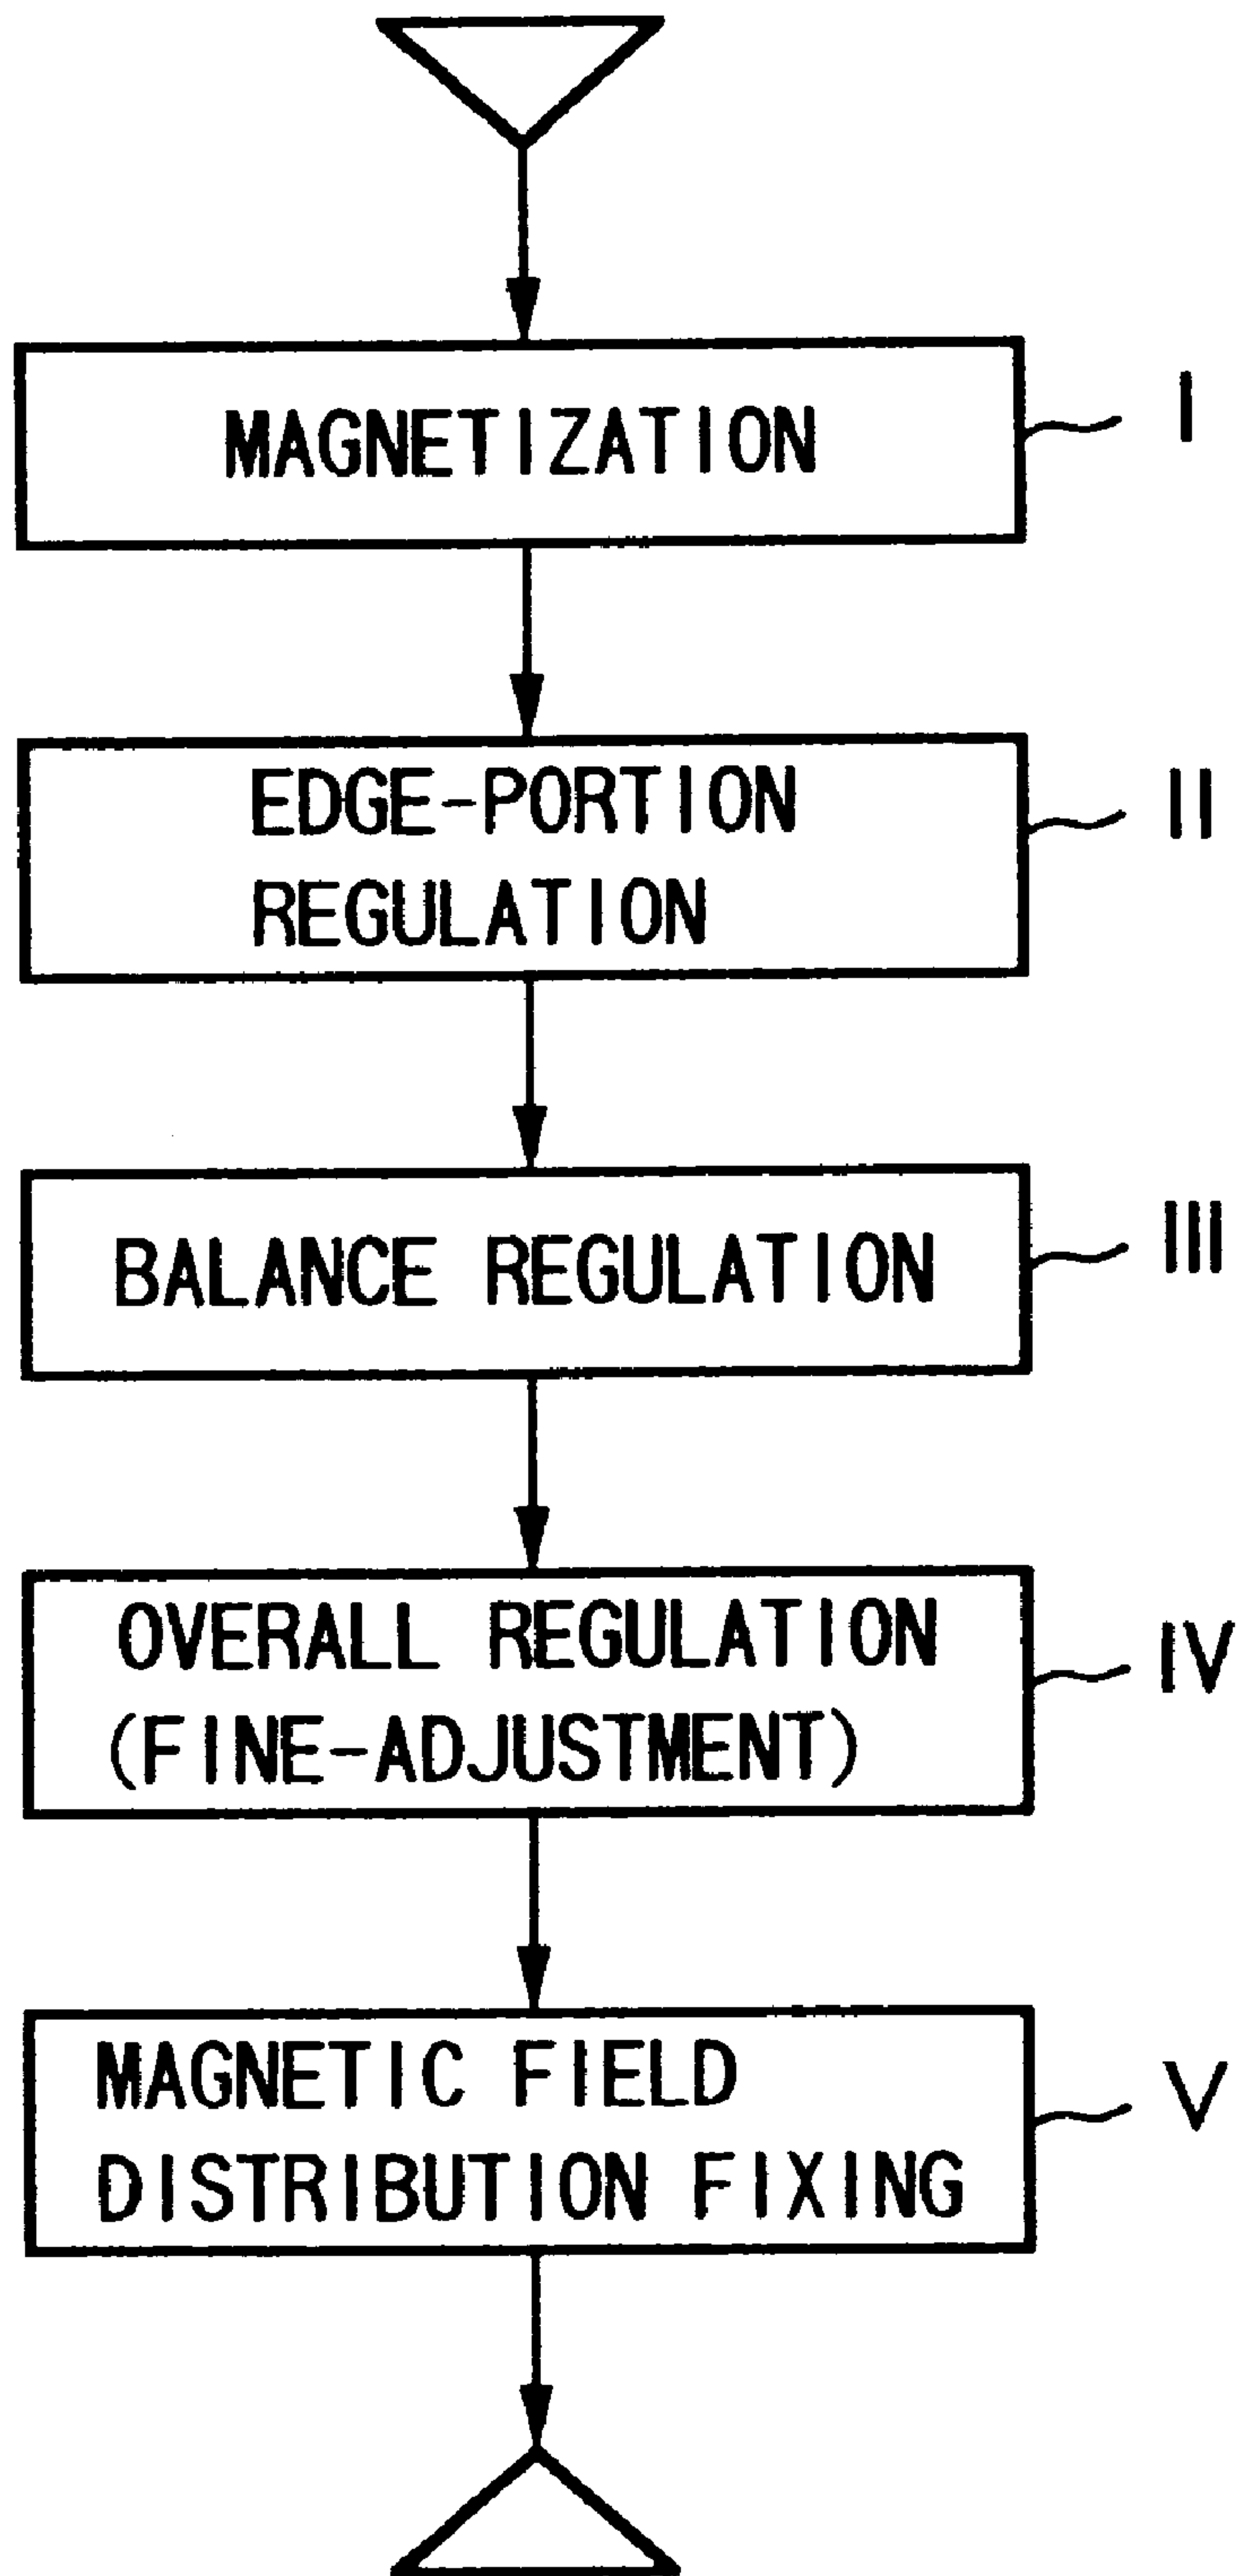 MAGNETIZATION
I
EDGE-PORTION
REGULATION
II
BALANCE REGULATION
III
OVERALL REGULATION
(FINE-ADJUSTMENT)
IV
MAGNETIC FIELD
DISTRIBUTION FIXING
V